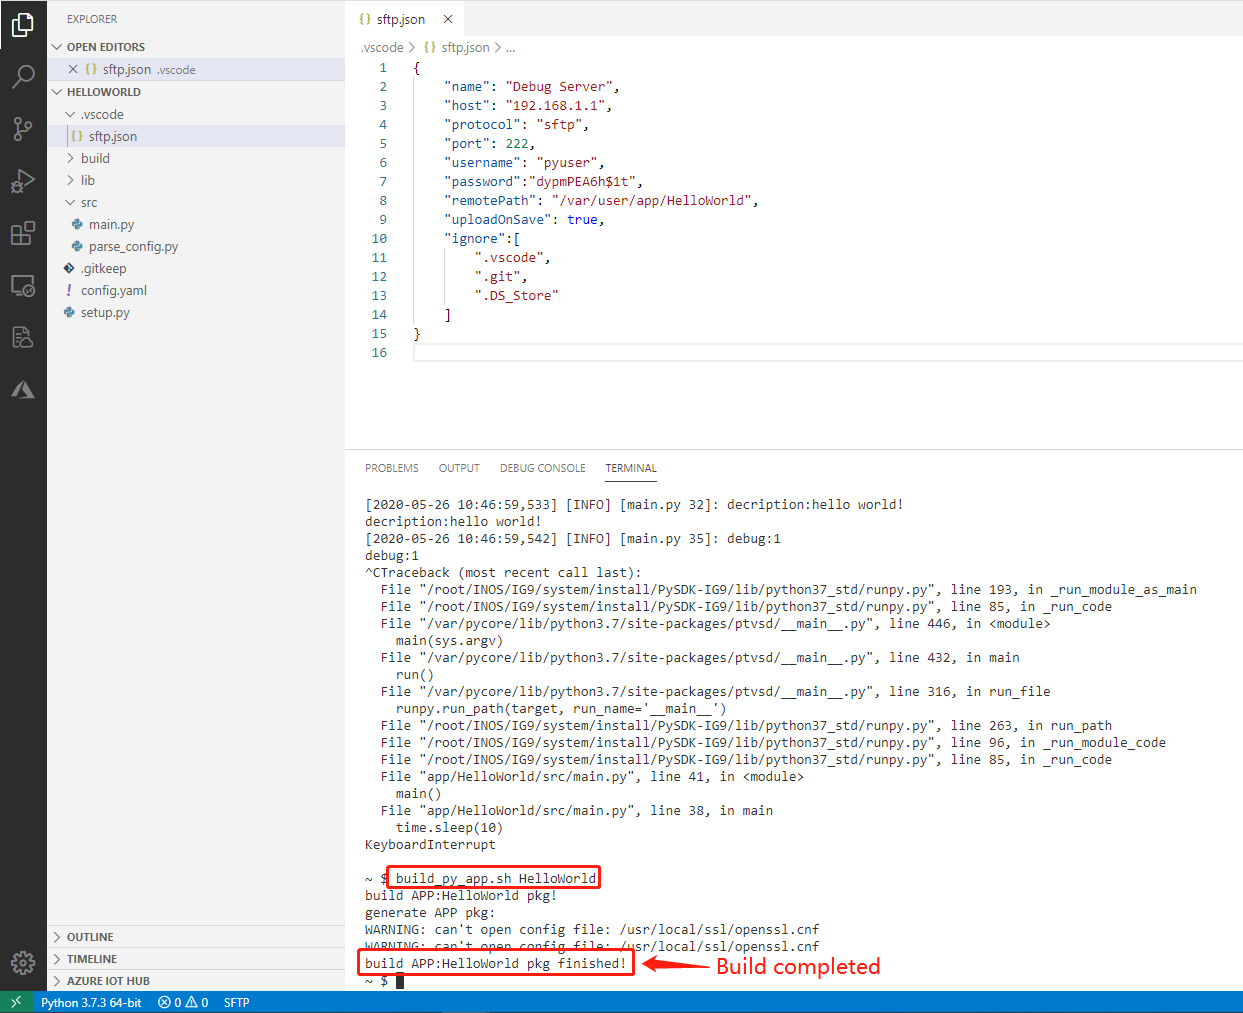 EXPLORER
OPEN EDITORS
sftp.json .vscode
HELLOWORLD
.vscode
{} sftp.json
build
lib
src
main.py
parse_config.py
.gitkeep
! config.yaml
setup.py
OUTLINE
TIMELINE
AZURE IOT HUB
{} sftp.json
.vscode > {} sftp.json > ...
1 {
2 "name": "Debug Server",
3 "host": "192.168.1.1",
4 "protocol": "sftp",
5 "port": 222,
6 "username": "pyuser",
7 "password":"dypmPEA6h$1t",
8 "remotePath": "/var/user/app/HelloWorld",
9 "uploadOnSave": true,
10 "ignore":[
11 ".vscode",
12 ".git",
13 ".DS_Store"
14 ]
15 }
16
PROBLEMS OUTPUT DEBUG CONSOLE TERMINAL
[2020-05-26 10:46:59,533] [INFO] [main.py 32]: decription:hello world!
decription:hello world!
[2020-05-26 10:46:59,542] [INFO] [main.py 35]: debug:1
debug:1
^CTraceback (most recent call last):
File "/root/INOS/IG9/system/install/PySDK-IG9/lib/python37_std/runpy.py", line 193, in _run_module_as_main
File "/root/INOS/IG9/system/install/PySDK-IG9/lib/python37_std/runpy.py", line 85, in _run_code
File "/var/pycore/lib/python3.7/site-packages/ptvsd/__main__.py", line 446, in <module>
main(sys.argv)
File "/var/pycore/lib/python3.7/site-packages/ptvsd/__main__.py", line 432, in main
run()
File "/var/pycore/lib/python3.7/site-packages/ptvsd/__main__.py", line 316, in run_file
runpy.run_path(target, run_name='__main__')
File "/root/INOS/IG9/system/install/PySDK-IG9/lib/python37_std/runpy.py", line 263, in run_path
File "/root/INOS/IG9/system/install/PySDK-IG9/lib/python37_std/runpy.py", line 96, in _run_module_code
File "/root/INOS/IG9/system/install/PySDK-IG9/lib/python37_std/runpy.py", line 85, in _run_code
File "app/HelloWorld/src/main.py", line 41, in <module>
main()
File "app/HelloWorld/src/main.py", line 38, in main
time.sleep(10)
KeyboardInterrupt
~ $ build_py_app.sh HelloWorld
build APP:HelloWorld pkg!
generate APP pkg:
WARNING: can't open config file: /usr/local/ssl/openssl.cnf
WARNING: can't open config file: /usr/local/ssl/openssl.cnf
build APP:HelloWorld pkg finished!
Build completed
~ $
Python 3.7.3 64-bit 0 0 SFTP